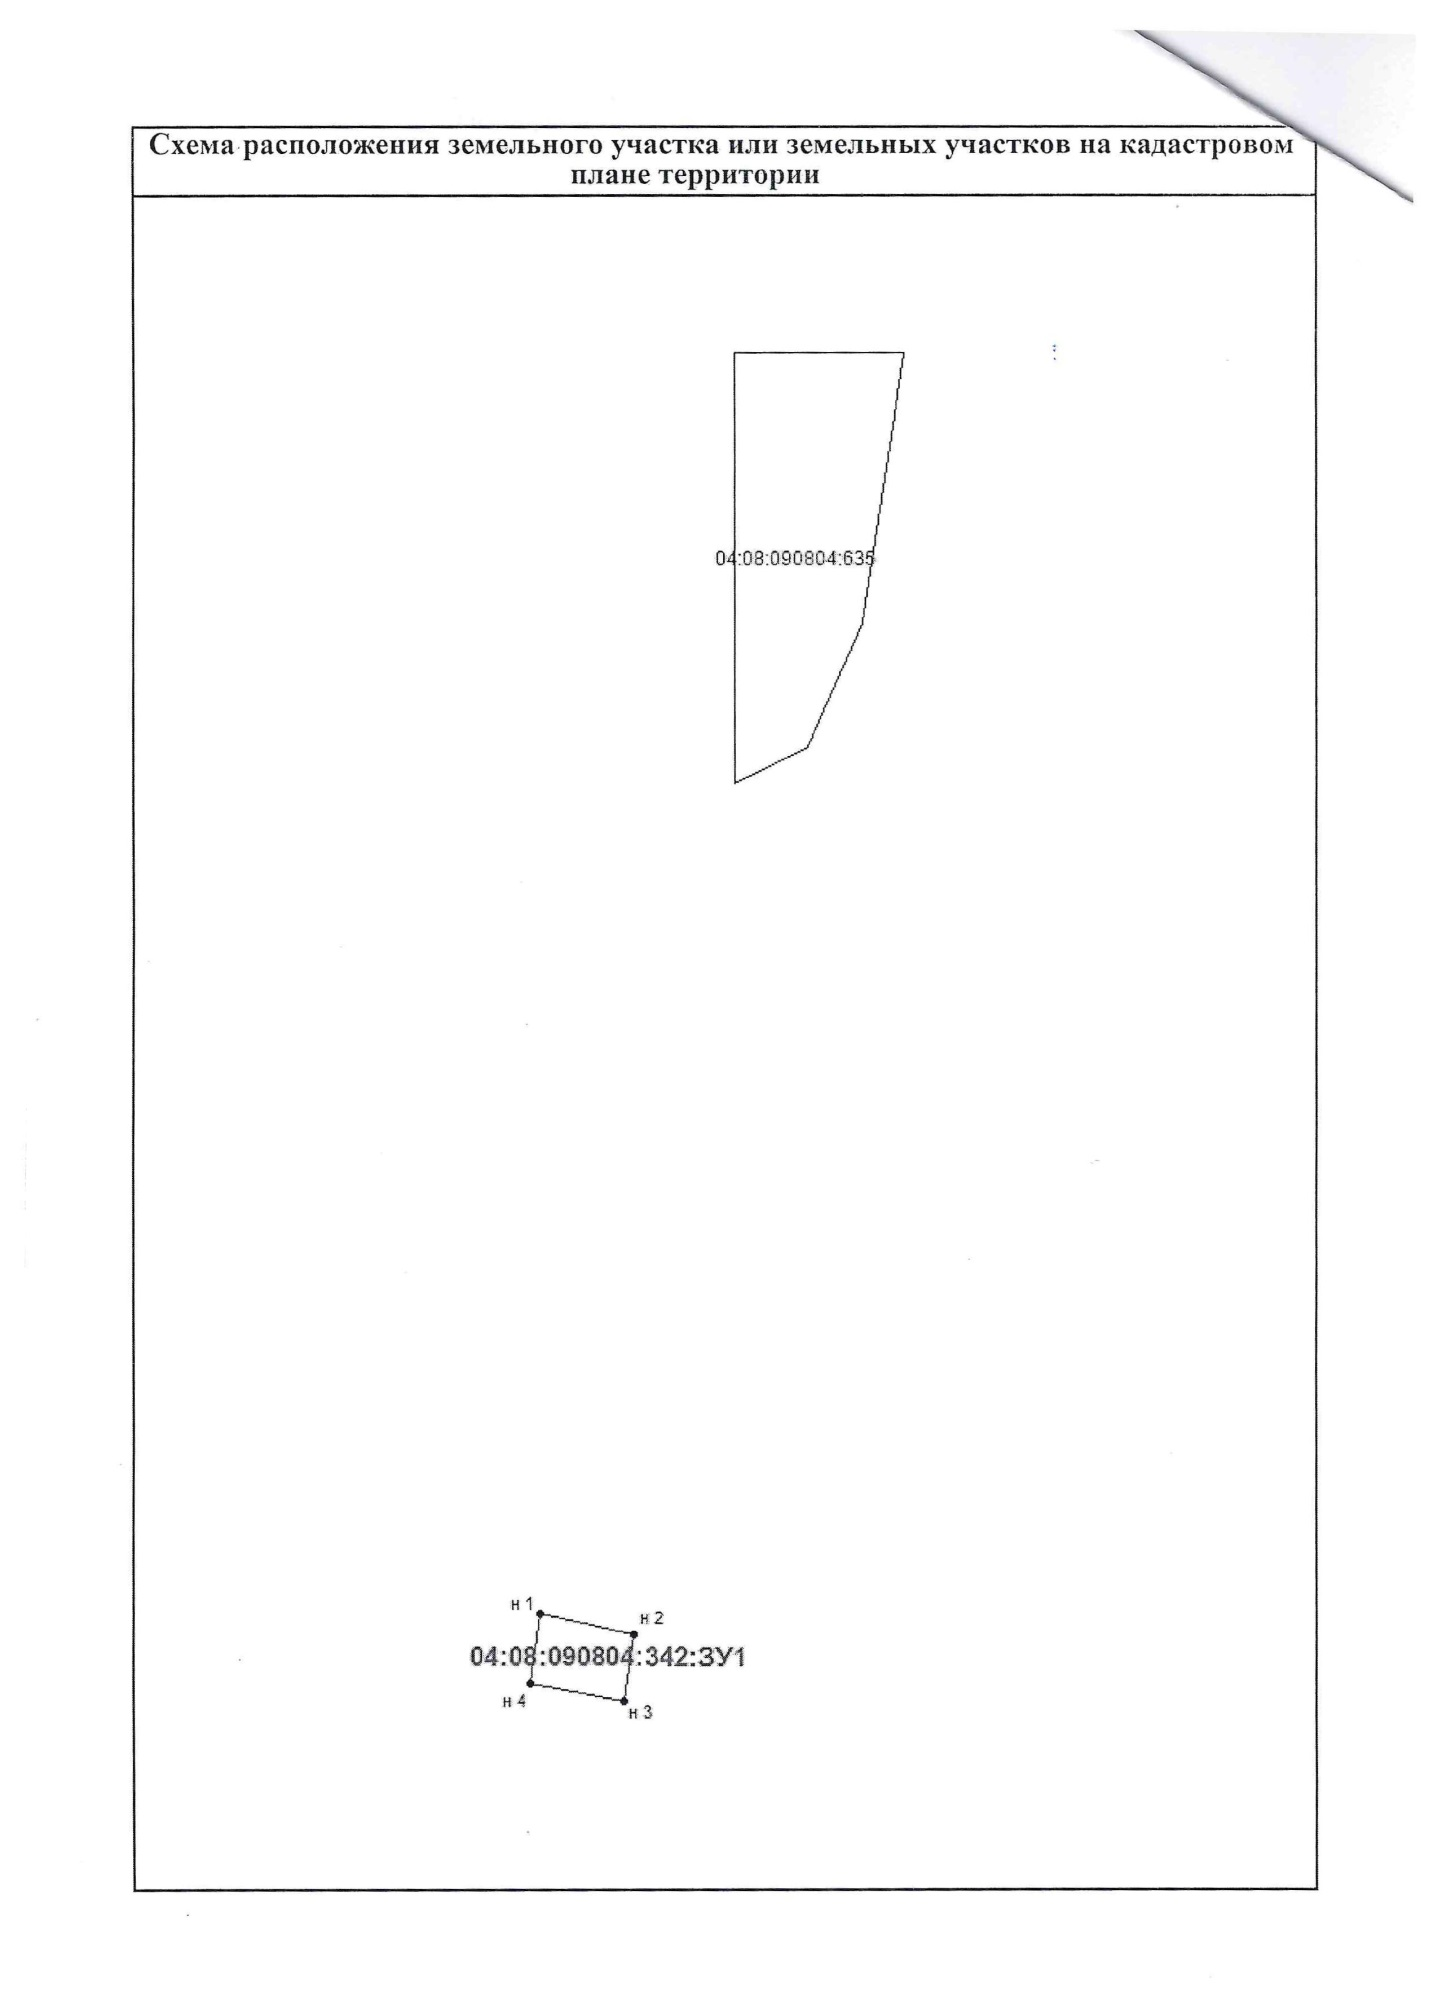 Схема расположения земельного участка или земельных участков на кадастровом
плане территории
04:08:090804:635
н 1
н 2
04:08:090804:342:ЗУ1
н 4
н 3